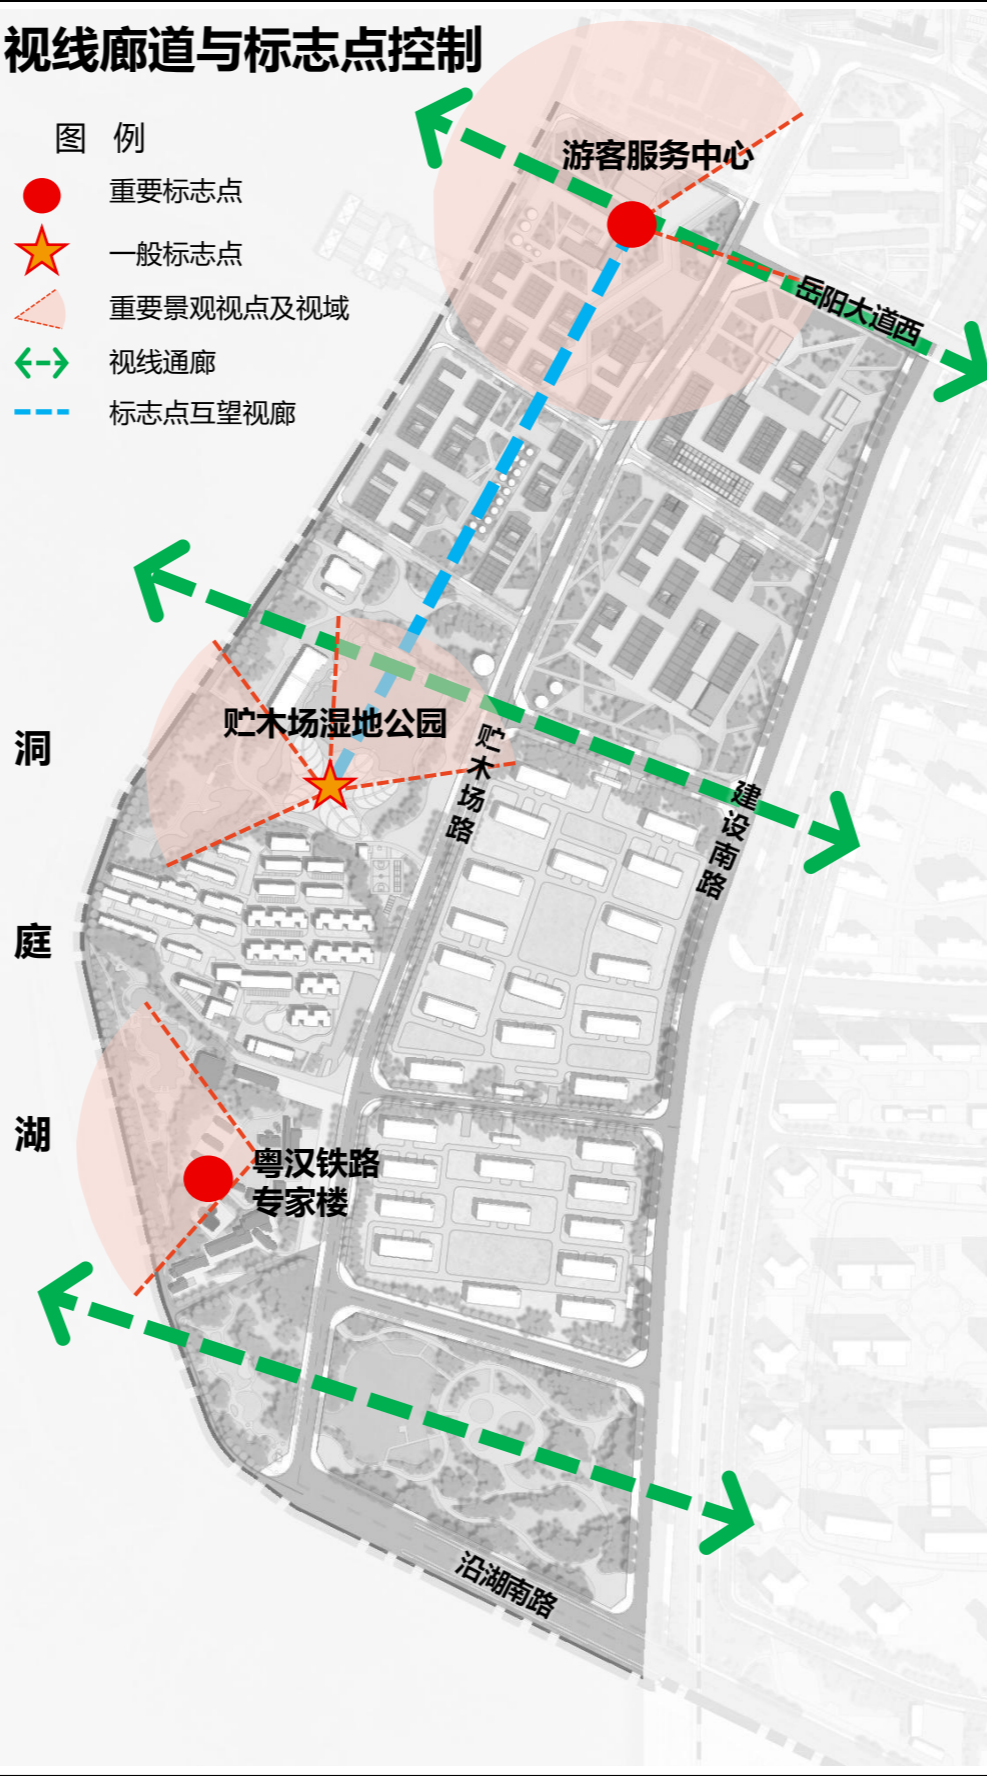 视线廊道与标志点控制
图 例
重要标志点
一般标志点
重要景观视点及视域
视线通廊
标志点互望视廊
游客服务中心
岳阳大道西
贮木场湿地公园
贮木场路
建设南路
洞
庭
湖
粤汉铁路
专家楼
沿湖南路